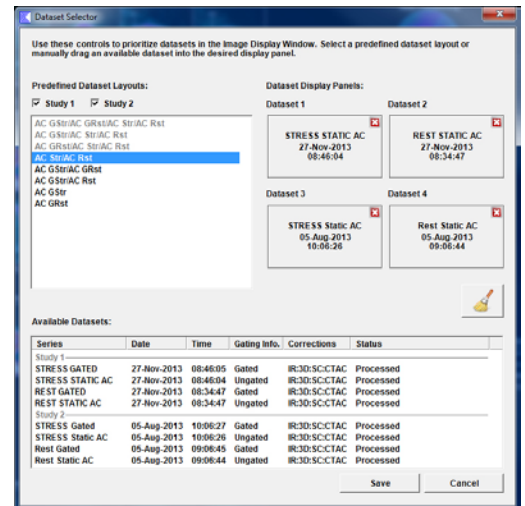 Dataset Selector
Use these controls to prioritize datasets in the Image Display Window. Select a predefined dataset layout or
manually drag an available dataset into the desired display panel.
Predefined Dataset Layouts:
Study 1 Study 2
AC GStr/AC GRst/AC Str/AC Rst
AC GStr/AC Str/AC Rst
AC GRst/AC Str/AC Rst
AC Str/AC Rst
AC GStr/AC GRst
AC GStr/AC Rst
AC GStr
AC GRst
Dataset Display Panels:
Dataset 1 Dataset 2
STRESS STATIC AC
27-Nov-2013
08:46:04
REST STATIC AC
27-Nov-2013
08:34:47
Dataset 3 Dataset 4
STRESS Static AC
05-Aug-2013
10:06:26
Rest Static AC
05-Aug-2013
09:06:44
Available Datasets:
Series Date Time Gating Info. Corrections Status
Study 1
STRESS GATED 27-Nov-2013 08:46:05 Gated IR:3D:SC:CTAC Processed
STRESS STATIC AC 27-Nov-2013 08:46:04 Ungated IR:3D:SC:CTAC Processed
REST GATED 27-Nov-2013 08:34:47 Gated IR:3D:SC:CTAC Processed
REST STATIC AC 27-Nov-2013 08:34:47 Ungated IR:3D:SC:CTAC Processed
Study 2
STRESS Gated 05-Aug-2013 10:06:27 Gated IR:3D:SC:CTAC Processed
STRESS Static AC 05-Aug-2013 10:06:26 Ungated IR:3D:SC:CTAC Processed
Rest Gated 05-Aug-2013 09:06:45 Gated IR:3D:SC:CTAC Processed
Rest Static AC 05-Aug-2013 09:06:44 Ungated IR:3D:SC:CTAC Processed
Save Cancel